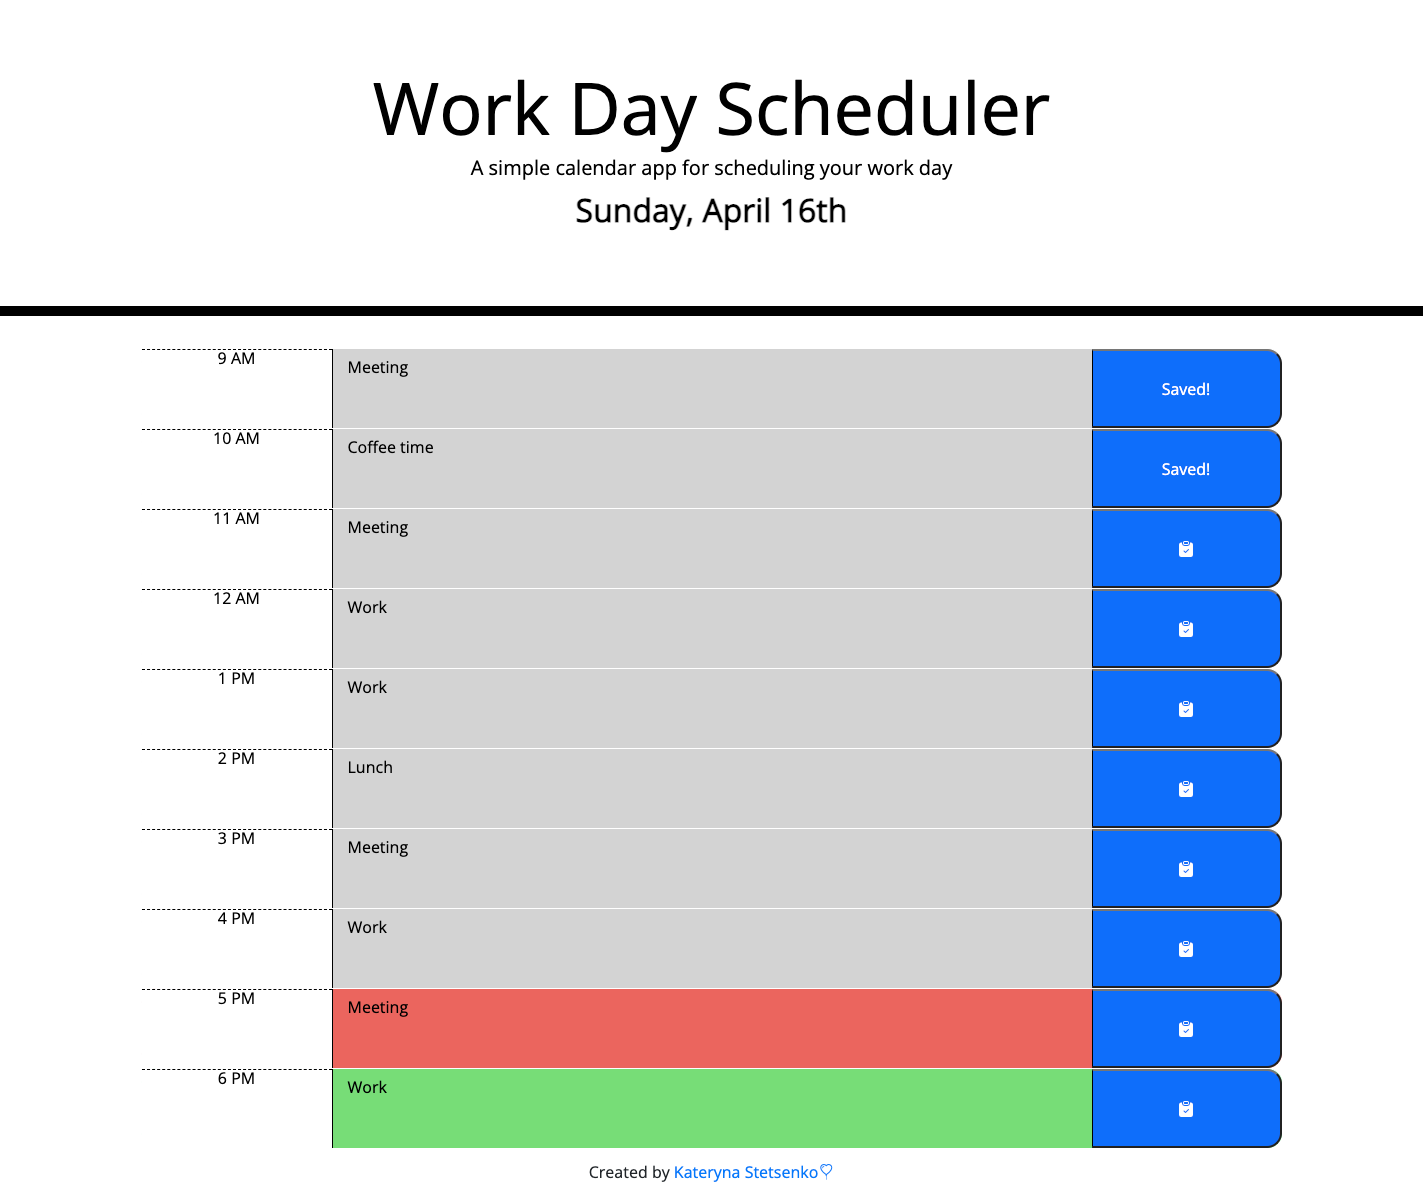 Work Day Scheduler
A simple calendar app for scheduling your work day
Sunday, April 16th
9 AM Meeting Saved!
10 AM Coffee time Saved!
11 AM Meeting
12 AM Work
1 PM Work
2 PM Lunch
3 PM Meeting
4 PM Work
5 PM Meeting
6 PM Work
Created by Kateryna Stetsenko